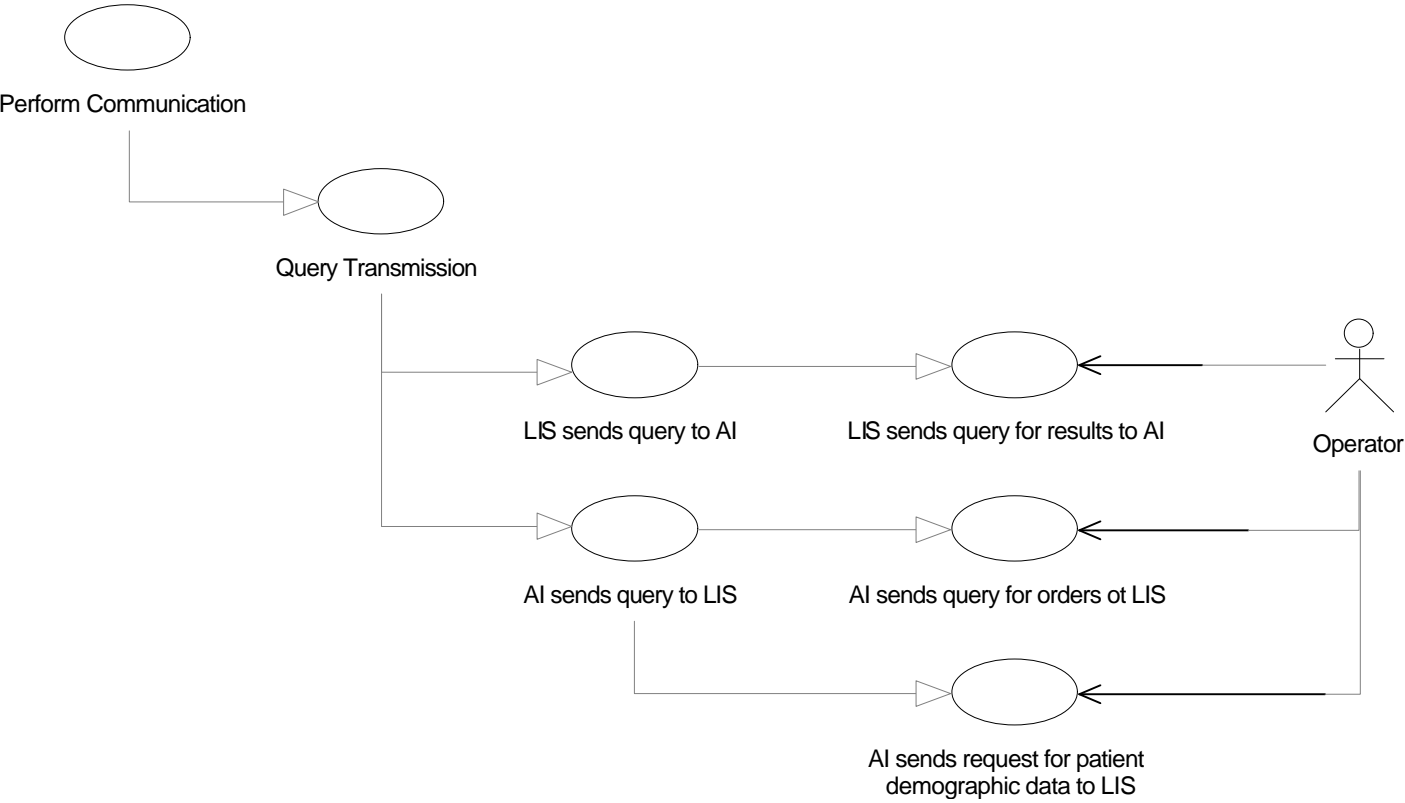 Perform Communication
Query Transmission
LIS sends query to AI
LIS sends query for results to AI
Operator
AI sends query to LIS
AI sends query for orders ot LIS
AI sends request for patient
demographic data to LIS